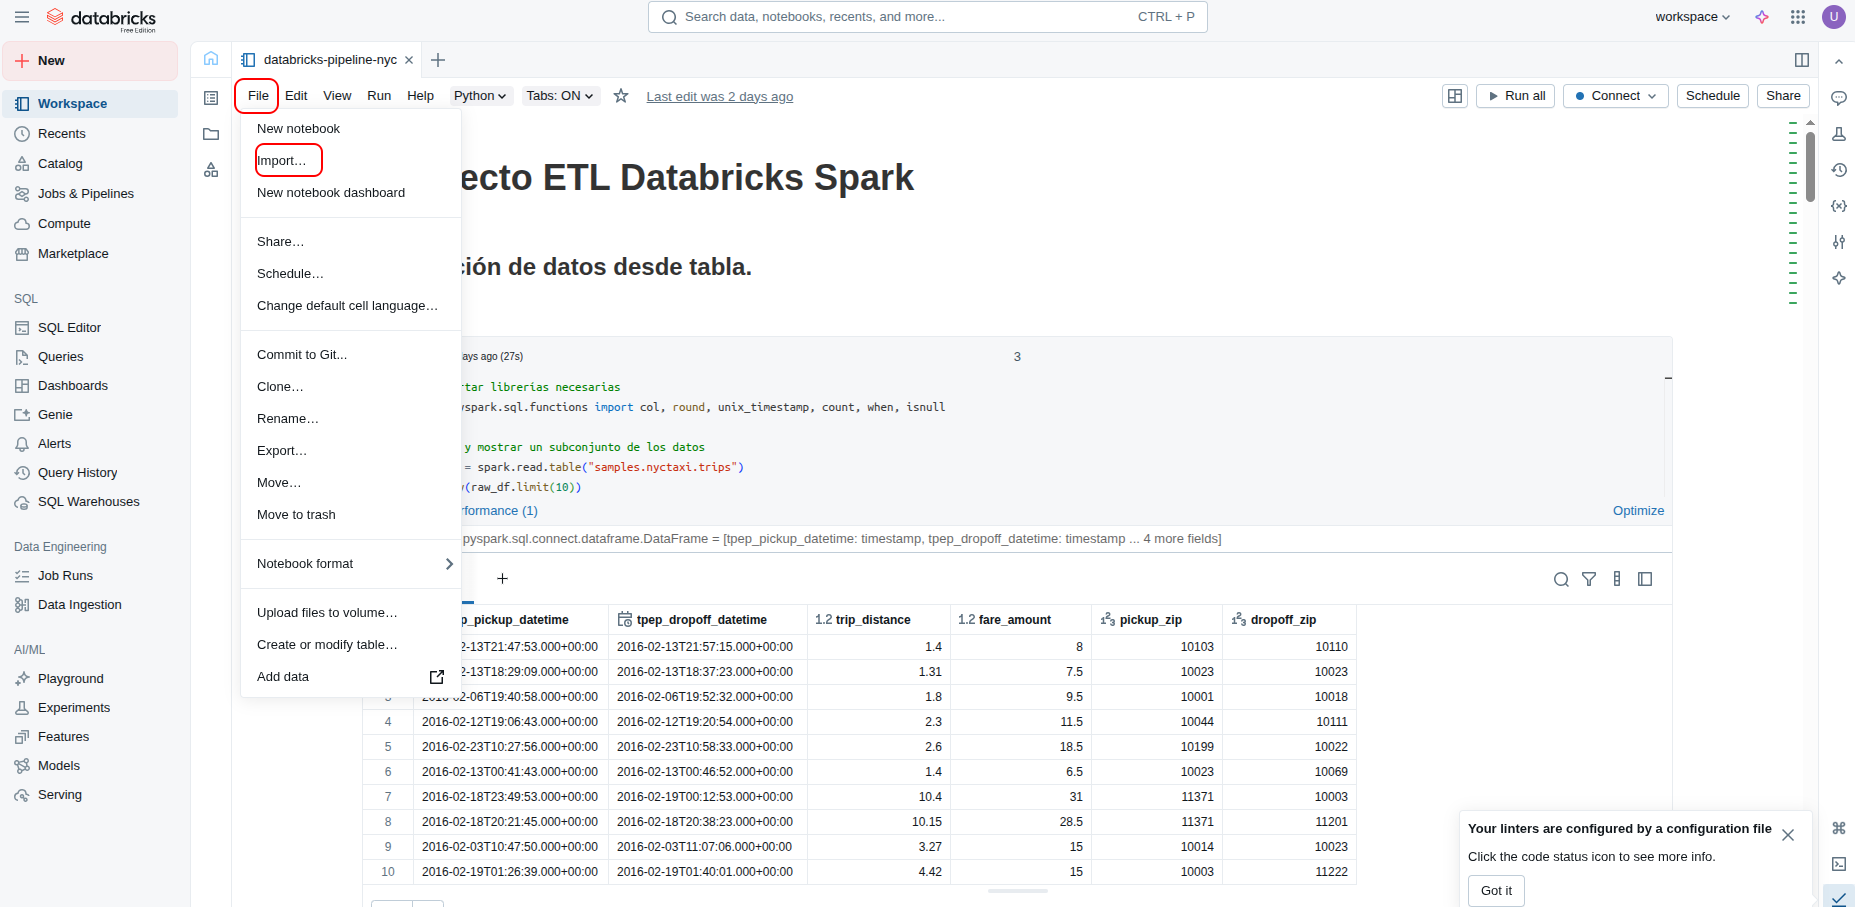 databricks
Free Edition
Search data, notebooks, recents, and more...
CTRL + P
workspace
U
New
Workspace
Recents
Catalog
Jobs & Pipelines
Compute
Marketplace
SQL
SQL Editor
Queries
Dashboards
Genie
Alerts
Query History
SQL Warehouses
Data Engineering
Job Runs
Data Ingestion
AI/ML
Playground
Experiments
Features
Models
Serving
databricks-pipeline-nyc
File Edit View Run Help Python Tabs: ON Last edit was 2 days ago
Run all Connect Schedule Share
New notebook
Import…
New notebook dashboard
Share…
Schedule…
Change default cell language…
Commit to Git...
Clone…
Rename…
Export…
Move…
Move to trash
Notebook format
Upload files to volume…
Create or modify table…
Add data
ecto ETL Databricks Spark
ción de datos desde tabla.
ays ago (27s)
3
rtar librerias necesarias
yspark.sql.functions import col, round, unix_timestamp, count, when, isnull
y mostrar un subconjunto de los datos
= spark.read.table("samples.nyctaxi.trips")
y(raw_df.limit(10))
rformance (1)
Optimize
pyspark.sql.connect.dataframe.DataFrame = [tpep_pickup_datetime: timestamp, tpep_dropoff_datetime: timestamp ... 4 more fields]
p_pickup_datetime tpep_dropoff_datetime 1.2 trip_distance 1.2 fare_amount pickup_zip dropoff_zip
2-13T21:47:53.000+00:00 2016-02-13T21:57:15.000+00:00 1.4 8 10103 10110
2-13T18:29:09.000+00:00 2016-02-13T18:37:23.000+00:00 1.31 7.5 10023 10023
3 2016-02-06T19:40:58.000+00:00 2016-02-06T19:52:32.000+00:00 1.8 9.5 10001 10018
4 2016-02-12T19:06:43.000+00:00 2016-02-12T19:20:54.000+00:00 2.3 11.5 10044 10111
5 2016-02-23T10:27:56.000+00:00 2016-02-23T10:58:33.000+00:00 2.6 18.5 10199 10022
6 2016-02-13T00:41:43.000+00:00 2016-02-13T00:46:52.000+00:00 1.4 6.5 10023 10069
7 2016-02-18T23:49:53.000+00:00 2016-02-19T00:12:53.000+00:00 10.4 31 11371 10003
8 2016-02-18T20:21:45.000+00:00 2016-02-18T20:38:23.000+00:00 10.15 28.5 11371 11201
9 2016-02-03T10:47:50.000+00:00 2016-02-03T11:07:06.000+00:00 3.27 15 10014 10023
10 2016-02-19T01:26:39.000+00:00 2016-02-19T01:40:01.000+00:00 4.42 15 10003 11222
Your linters are configured by a configuration file
Click the code status icon to see more info.
Got it